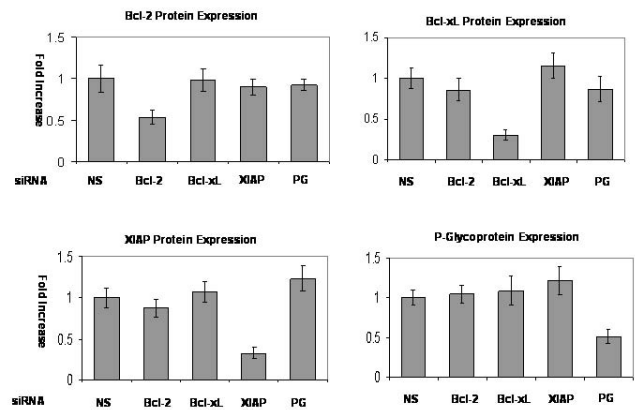 Bcl-2 Protein Expression
Fold Increase
1.5
1
0.5
0
siRNA NS Bcl-2 Bcl-xL XIAP PG
Bcl-xL Protein Expression
1.5
1
0.5
0
NS Bcl-2 Bcl-xL XIAP PG
XIAP Protein Expression
Fold Increase
1.5
1
0.5
0
siRNA NS Bcl-2 Bcl-xL XIAP PG
P-Glycoprotein Expression
1.5
1
0.5
0
NS Bcl-2 Bcl-xL XIAP PG